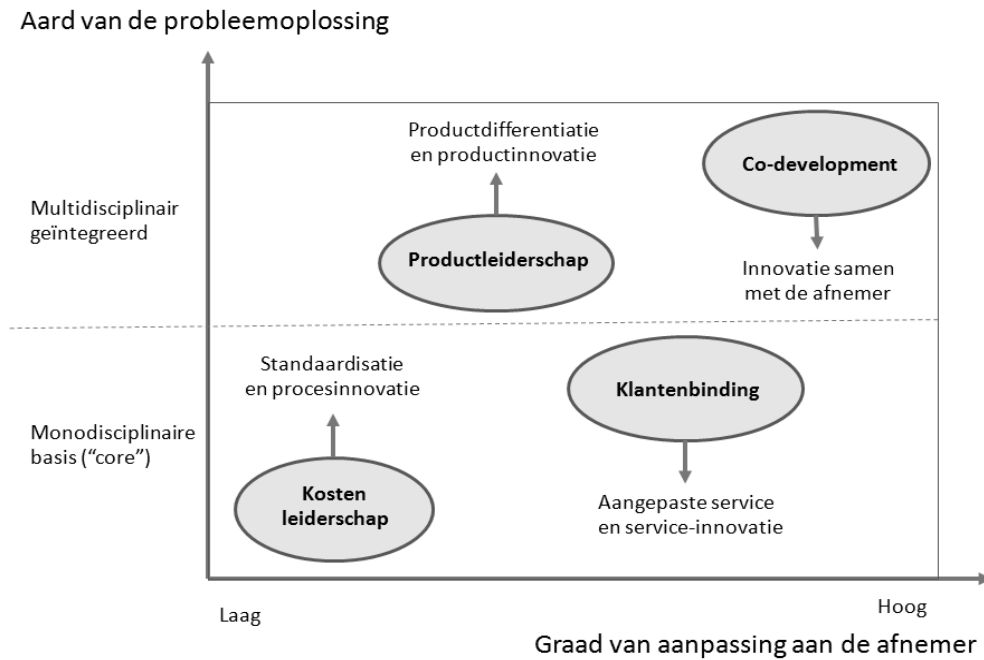 Aard van de probleemoplossing
Productdifferentiatie
en productinnovatie
Co-development
Multidisciplinair
geïntegreerd
Productleiderschap
Innovatie samen
met de afnemer
Standaardisatie
en procesinnovatie
Klantenbinding
Monodisciplinaire
basis (“core”)
Kosten
leiderschap
Aangepaste service
en service-innovatie
Laag
Hoog
Graad van aanpassing aan de afnemer